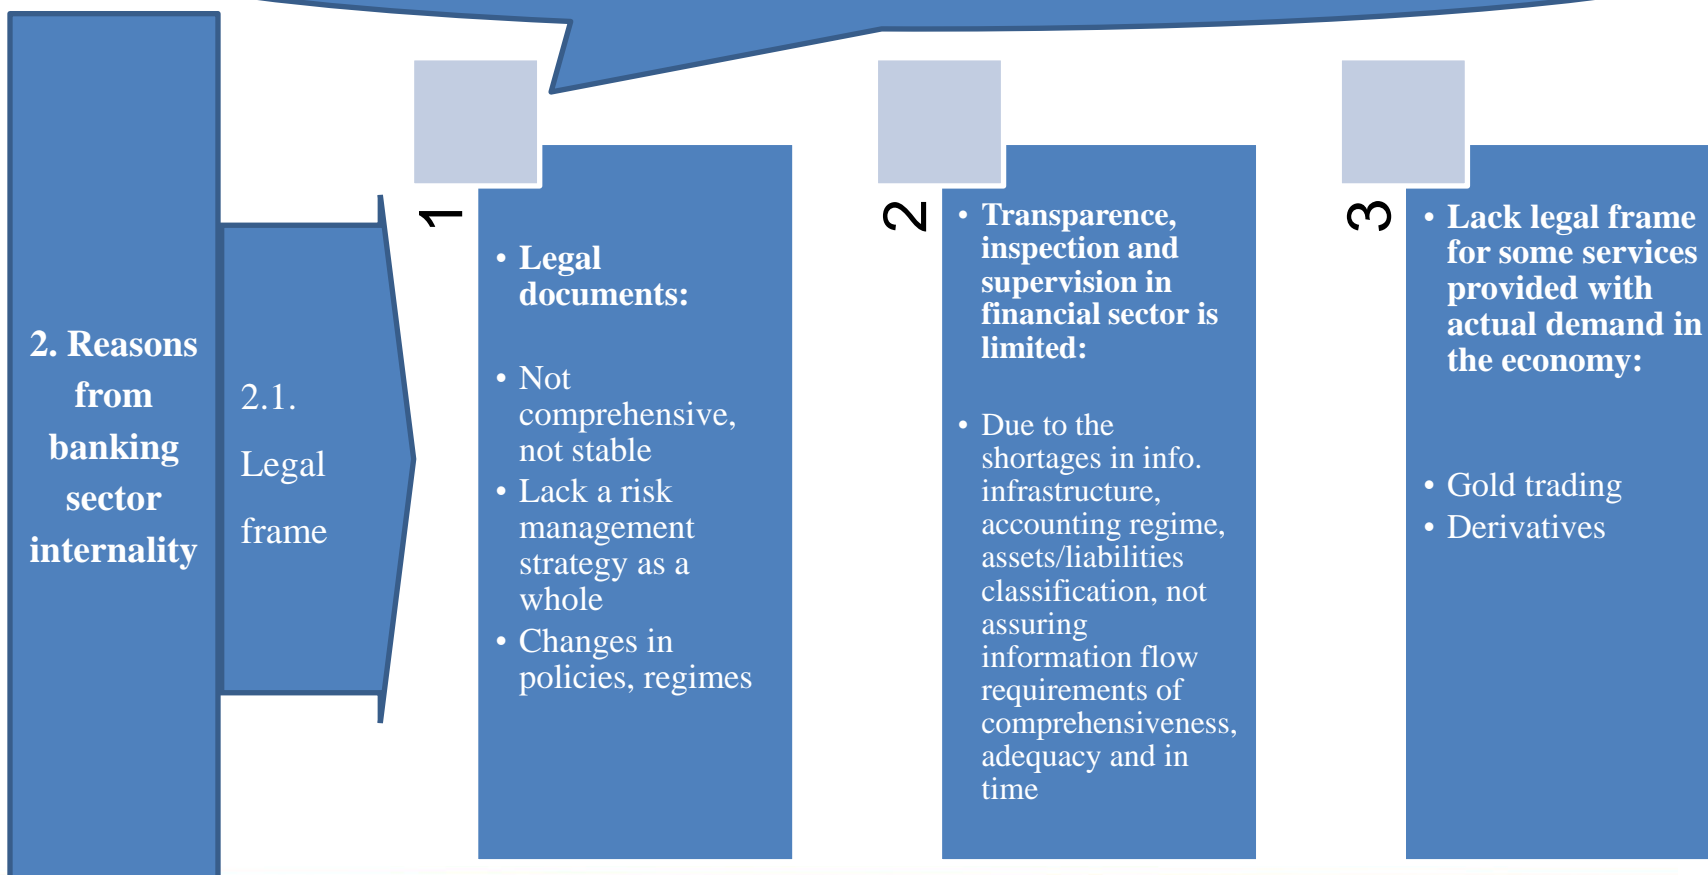 2. Reasons
from
banking
sector
internality
2.1.
Legal
frame
1
• Legal
documents:
• Not
comprehensive,
not stable
• Lack a risk
management
strategy as a
whole
• Changes in
policies, regimes
2
• Transparence,
inspection and
supervision in
financial sector is
limited:
• Due to the
shortages in info.
infrastructure,
accounting regime,
assets/liabilities
classification, not
assuring
information flow
requirements of
comprehensiveness,
adequacy and in
time
3
• Lack legal frame
for some services
provided with
actual demand in
the economy:
• Gold trading
• Derivatives